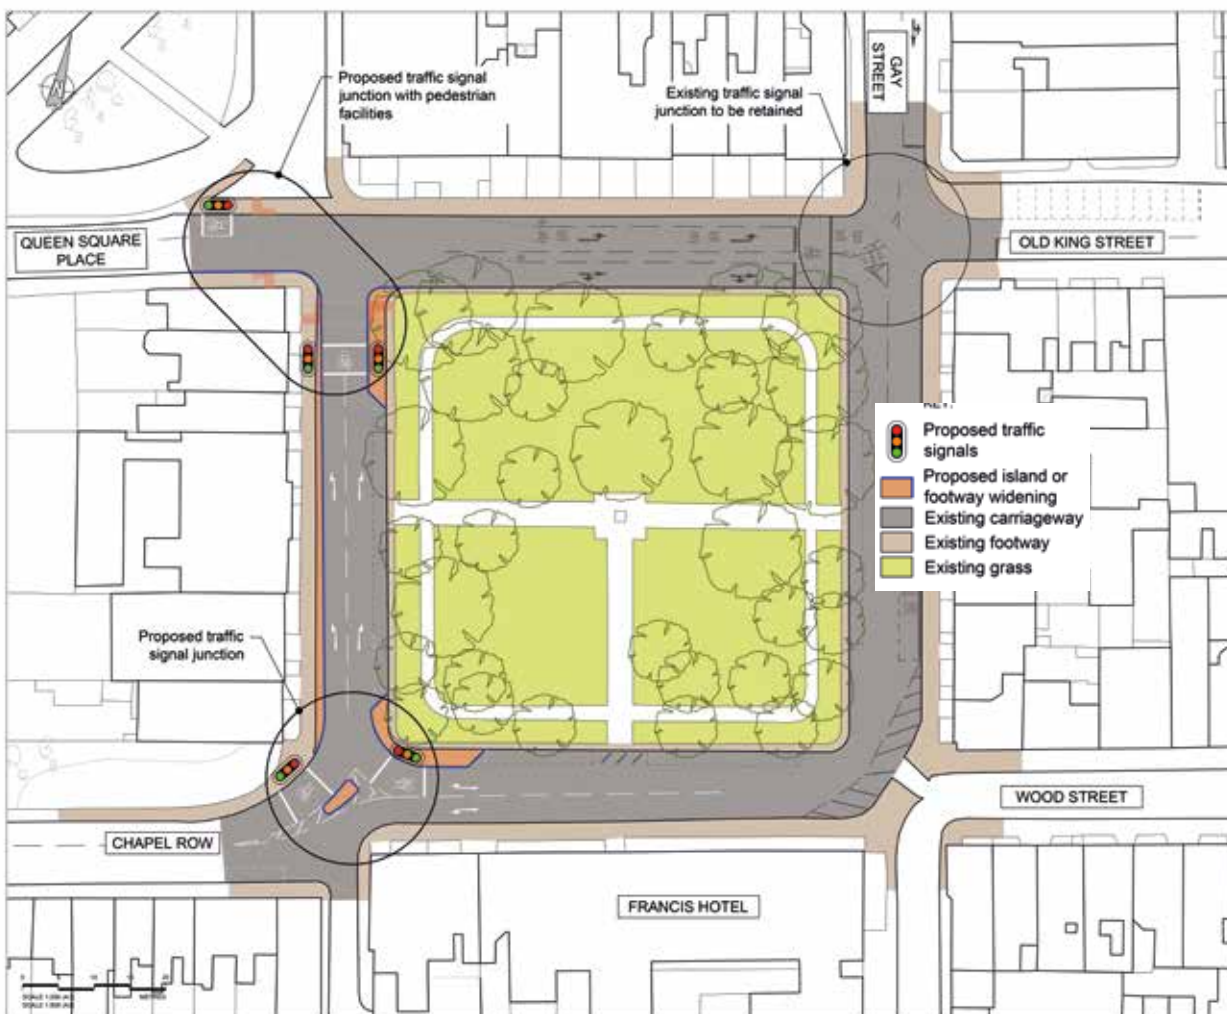 Proposed traffic signal
junction with pedestrian
facilities
Existing traffic signal
junction to be retained
GAY
STREET
QUEEN SQUARE
PLACE
OLD KING STREET
KEY:
Proposed traffic
signals
Proposed island or
footway widening
Existing carriageway
Existing footway
Existing grass
Proposed traffic
signal junction
CHAPEL ROW
WOOD STREET
FRANCIS HOTEL